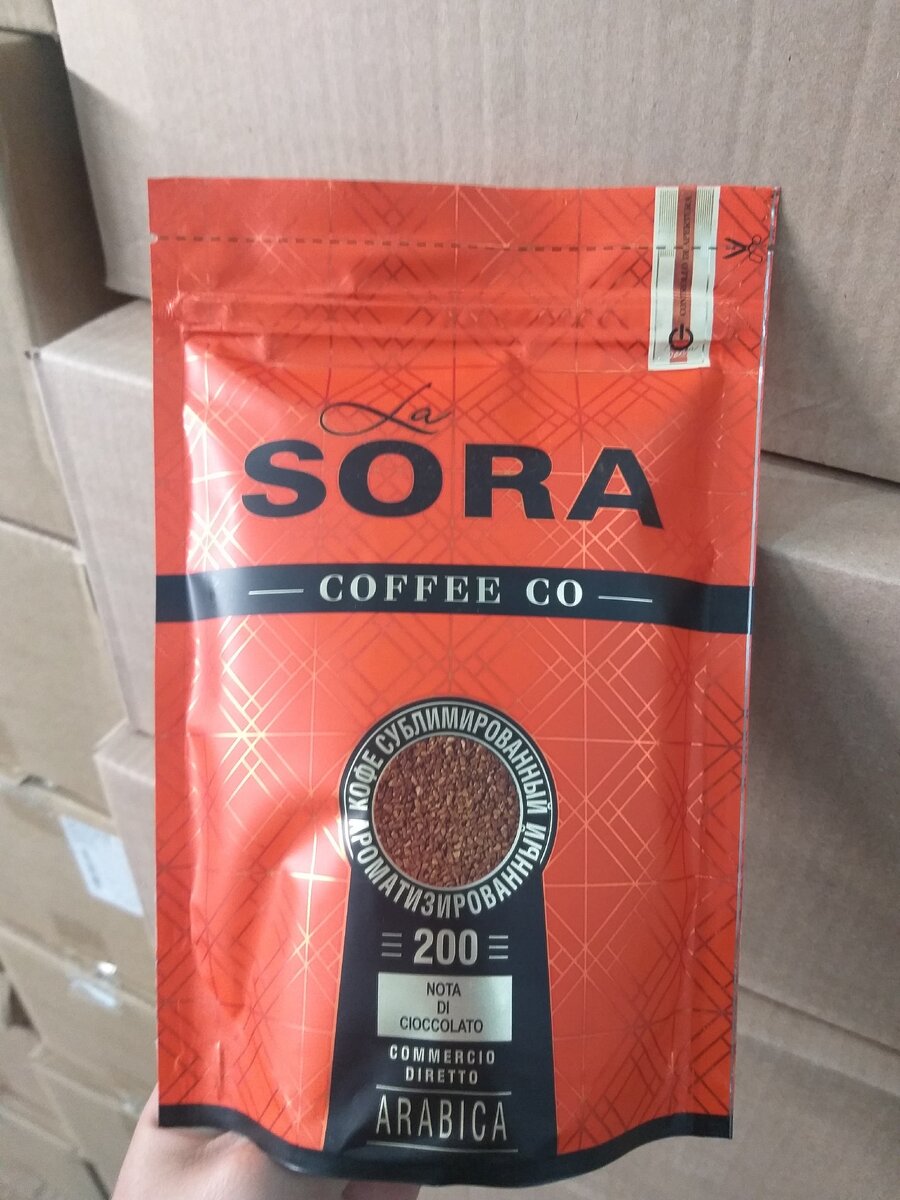 La
SORA
COFFEE CO
КОФЕ СУБЛИМИРОВАННЫЙ
АРОМАТИЗИРОВАННЫЙ
200
NOTA
DI
CIOCCOLATO
COMMERCIO
DIRETTO
ARABICA